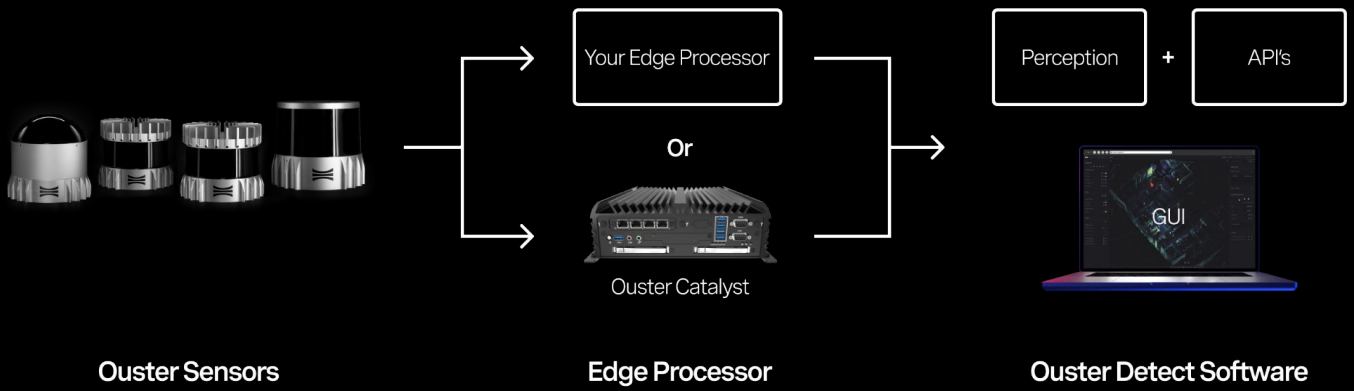 Your Edge Processor
Perception
+
API's
Or
GUI
Ouster Catalyst
Ouster Sensors
Edge Processor
Ouster Detect Software